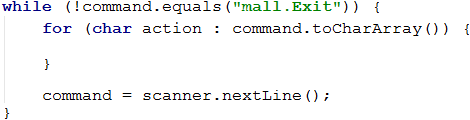 while (!command.equals("mall.Exit")) {
    for (char action : command.toCharArray()) {
    }
    command = scanner.nextLine();
}